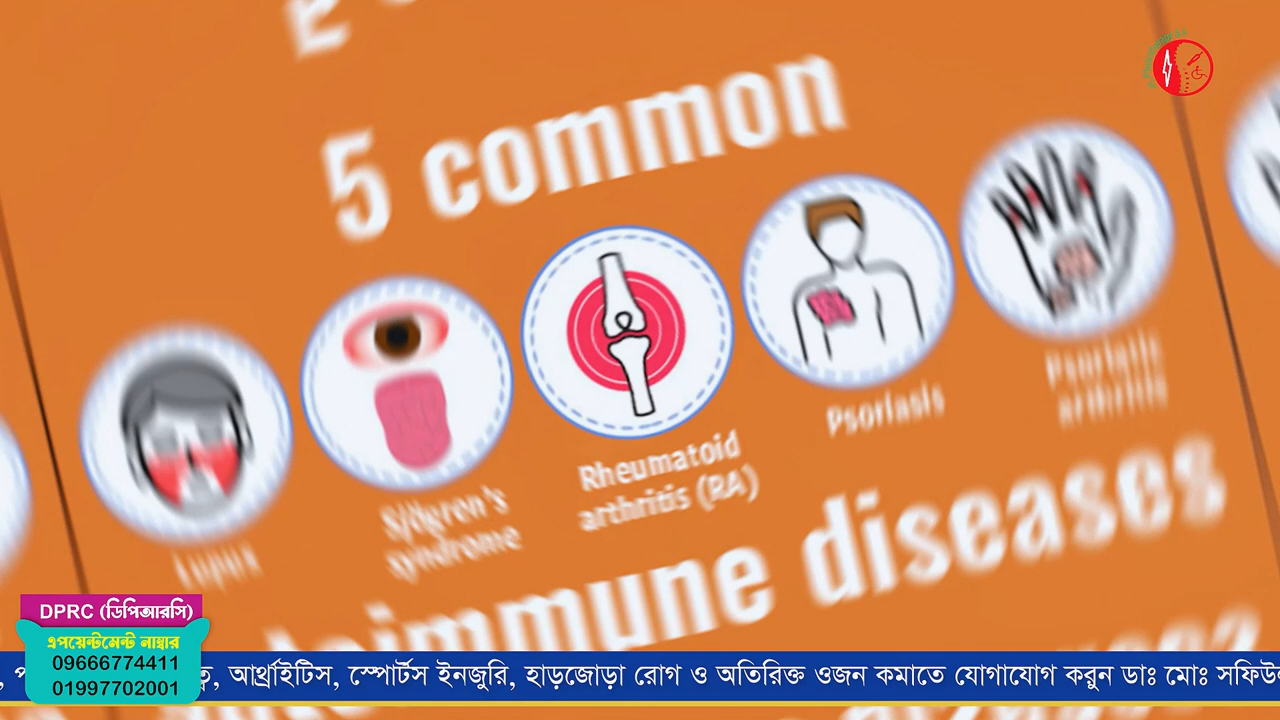 5 common
Lupus
Sjögren's
syndrome
Rheumatoid
arthritis (RA)
Psoriasis
Psoriatic
arthritis
immune diseases
DPRC (ডিপিআরসি)
এপয়েন্টমেন্ট নাম্বার
09666774411
01997702001
, আর্থ্রাইটিস, স্পোর্টস ইনজুরি, হাড়জোড়া রোগ ও অতিরিক্ত ওজন কমাতে যোগাযোগ করুন ডাঃ মোঃ